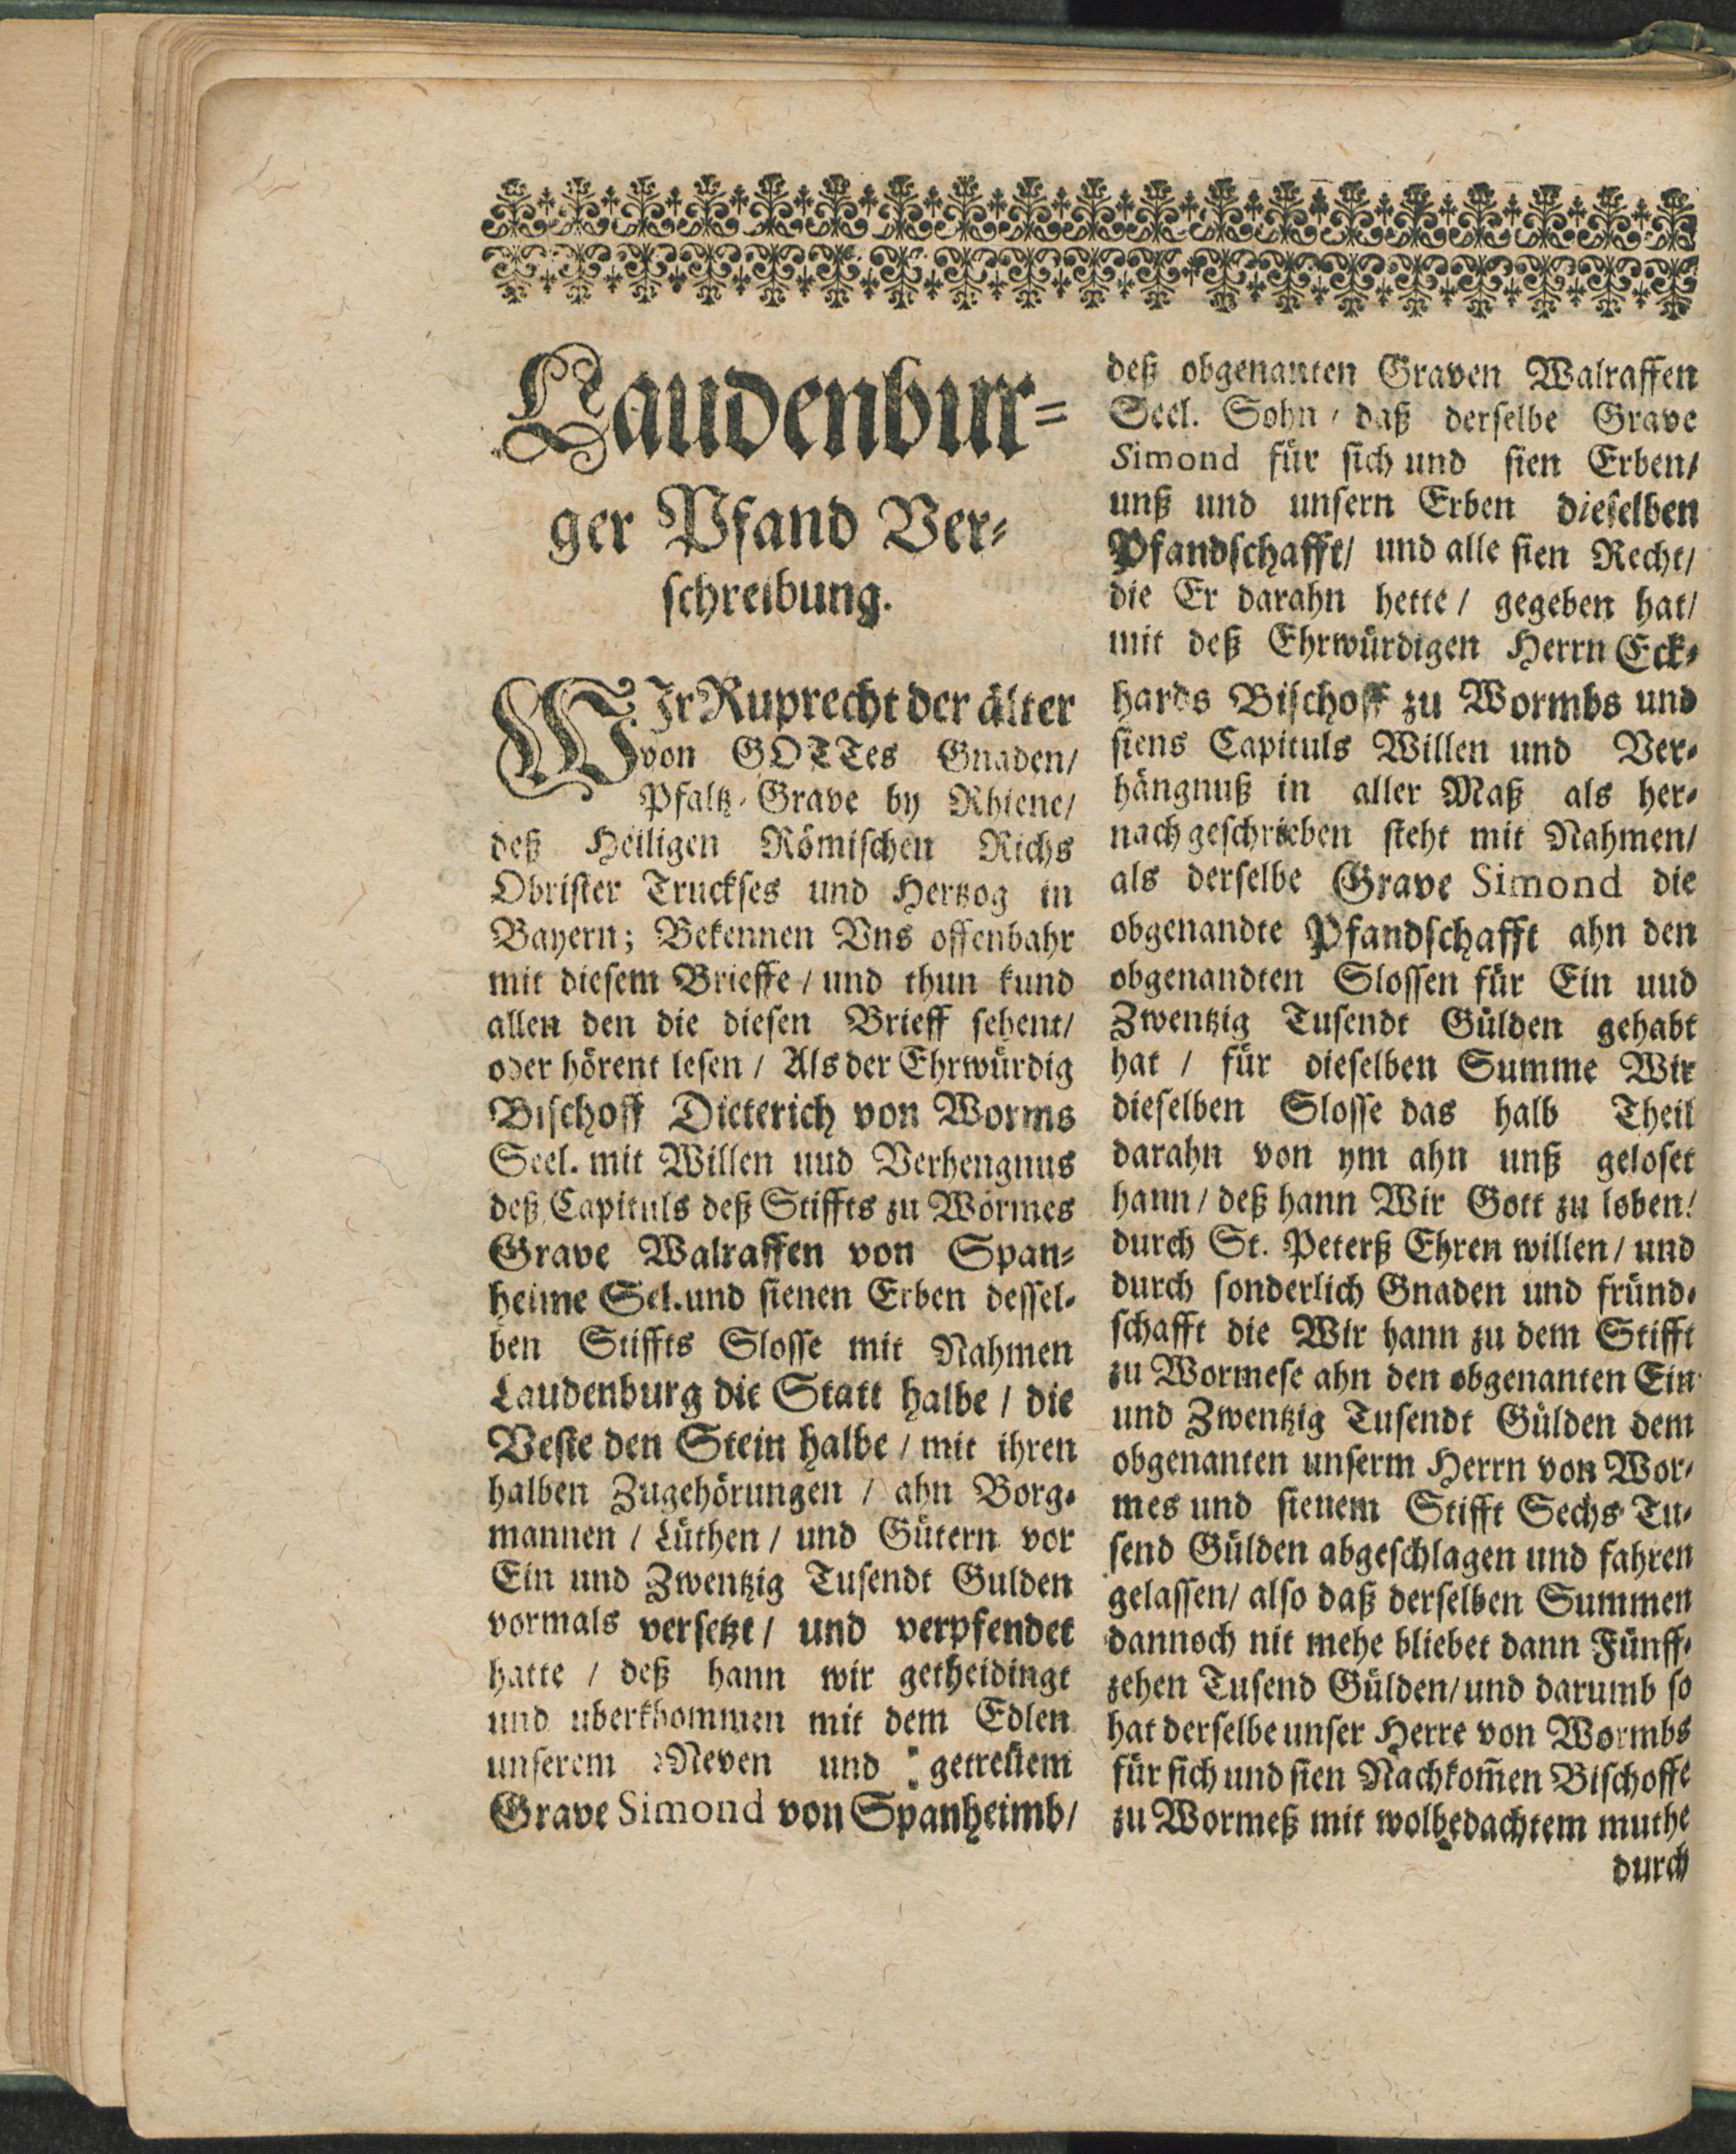 Laudenbur-
ger Pfand Ver-
schreibung.
WIr Ruprecht der älter
von GOTTes Gnaden/
Pfaltz-Grave by Rhiene/
deß Heiligen Römischen Richs
Obrister Truckses und Hertzog in
Bayern; Bekennen Vns offenbahr
mit diesem Brieffe / und thun kund
allen den die diesen Brieff sehent/
oder hörent lesen / Als der Ehrwürdig
Bischoff Dieterich von Worms
Seel. mit Willen uud Verhengnus
deß Capituls deß Stiffts zu Wormes
Grave Walraffen von Span-
heime Sel. und sienen Erben dessel-
ben Stiffts Slosse mit Nahmen
Laudenburg die Statt halbe / die
Veste den Stein halbe / mit ihren
halben Zugehörungen / ahn Borg-
mannen / Lüthen / und Gütern vor
Ein und Zwentzig Tusendt Gulden
vormals versetzt / und verpfendet
hatte / deß hann wir getheidingt
und uberkhommen mit dem Edlen
unserem Neven und getreuem
Grave Simond von Spanheimb/
deß obgenanten Graven Walraffen
Seel. Sohn / daß derselbe Grave
Simond für sich und sien Erben/
unß und unsern Erben dieselben
Pfandschafft/ und alle sien Recht/
die Er darahn hette / gegeben hat/
mit deß Ehrwürdigen Herrn Eck-
hards Bischoff zu Wormbs und
siens Capituls Willen und Ver-
hängnuß in aller Maß als her-
nach geschrieben steht mit Nahmen/
als derselbe Grave Simond die
obgenandte Pfandschafft ahn den
obgenandten Slossen für Ein uud
Zwentzig Tusendt Gülden gehabt
hat / für dieselben Summe Wir
dieselben Slosse das halb Theil
darahn von ym ahn unß geloset
hann / deß hann Wir Gott zu loben/
durch St. Peterß Ehren willen / und
durch sonderlich Gnaden und fründ-
schafft die Wir hann zu dem Stifft
zu Wormese ahn den obgenanten Ein
und Zwentzig Tusendt Gülden dem
obgenanten unserm Herrn von Wor-
mes und sienem Stifft Sechs Tu-
send Gülden abgeschlagen und fahren
gelassen/ also daß derselben Summen
dannoch nit mehe bliebet dann Fünff-
zehen Tusend Gülden/ und darumb so
hat derselbe unser Herre von Wormbs
für sich und sien Nachkom̃en Bischoffe
zu Wormeß mit wolbedachtem muthe
durch